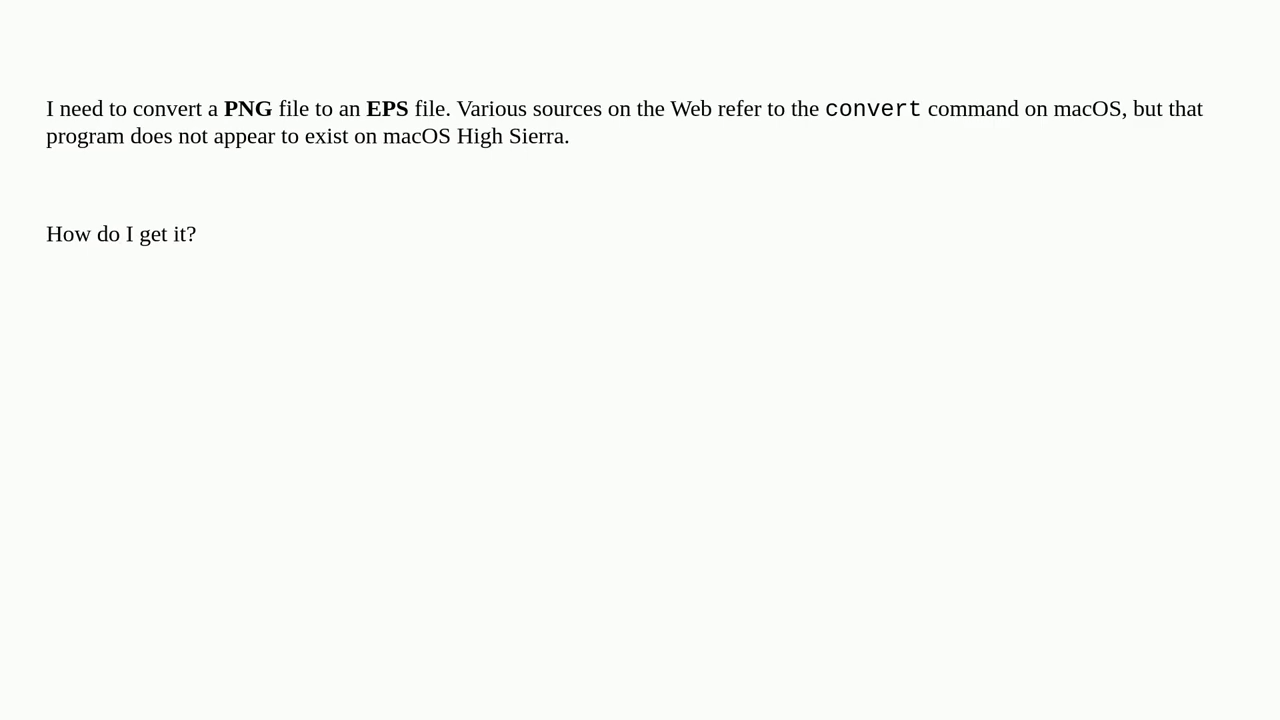 I need to convert a PNG file to an EPS file. Various sources on the Web refer to the convert command on macOS, but that
program does not appear to exist on macOS High Sierra.
How do I get it?